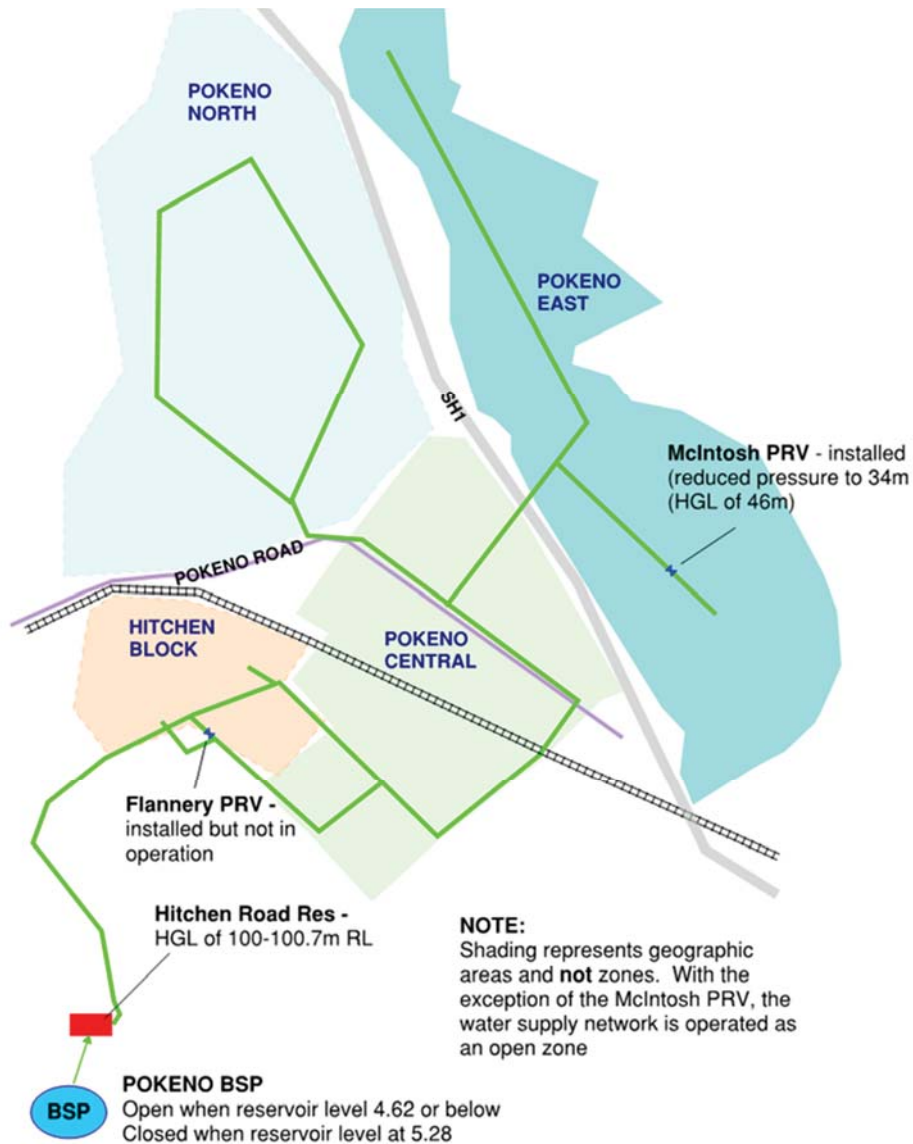 POKENO
NORTH
POKENO
EAST
SH1
McIntosh PRV - installed
(reduced pressure to 34m
(HGL of 46m)
POKENO ROAD
HITCHEN
BLOCK
POKENO
CENTRAL
Flannery PRV -
installed but not in
operation
Hitchen Road Res -
HGL of 100-100.7m RL
NOTE:
Shading represents geographic
areas and not zones. With the
exception of the McIntosh PRV, the
water supply network is operated as
an open zone
BSP
POKENO BSP
Open when reservoir level 4.62 or below
Closed when reservoir level at 5.28